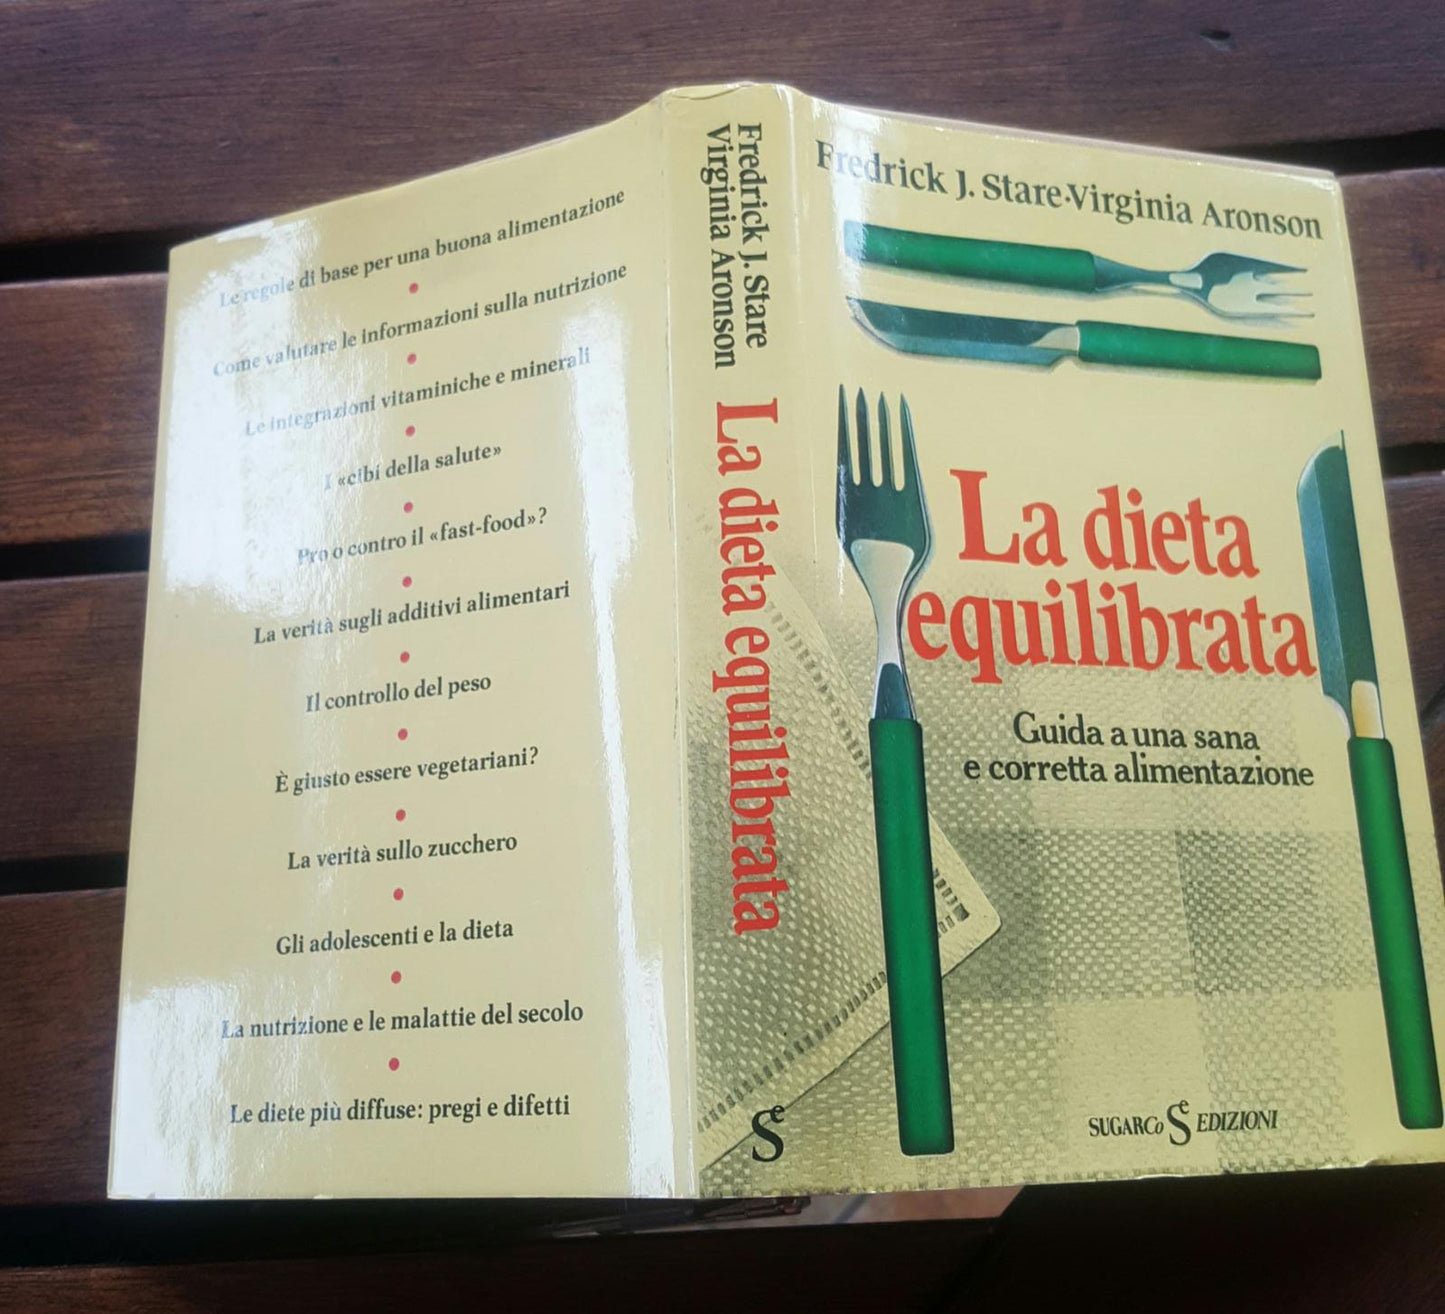 Le regole di base per una buona alimentazione
Come valutare le informazioni sulla nutrizione
Le integrazioni vitaminiche e minerali
I «cibi della salute»
Pro o contro il «fast-food»?
La verità sugli additivi alimentari
Il controllo del peso
È giusto essere vegetariani?
La verità sullo zucchero
Gli adolescenti e la dieta
La nutrizione e le malattie del secolo
Le diete più diffuse: pregi e difetti
Fredrick J. Stare
Virginia Aronson
La dieta equilibrata
Se
Fredrick J. Stare·Virginia Aronson
La dieta
equilibrata
Guida a una sana
e corretta alimentazione
SUGARCo Se EDIZIONI